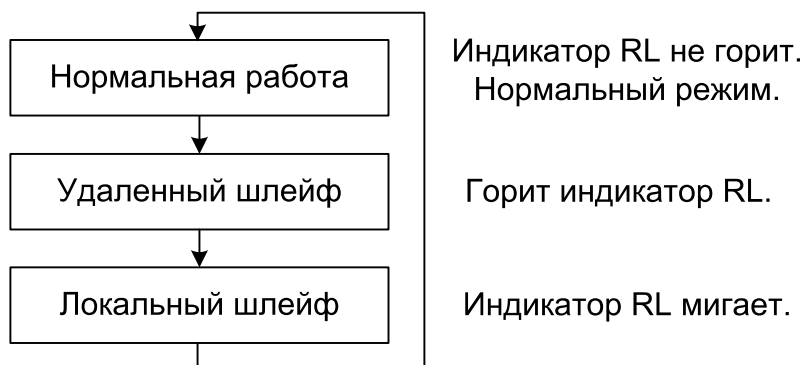 Нормальная работа
Индикатор RL не горит.
Нормальный режим.
Удаленный шлейф
Горит индикатор RL.
Локальный шлейф
Индикатор RL мигает.